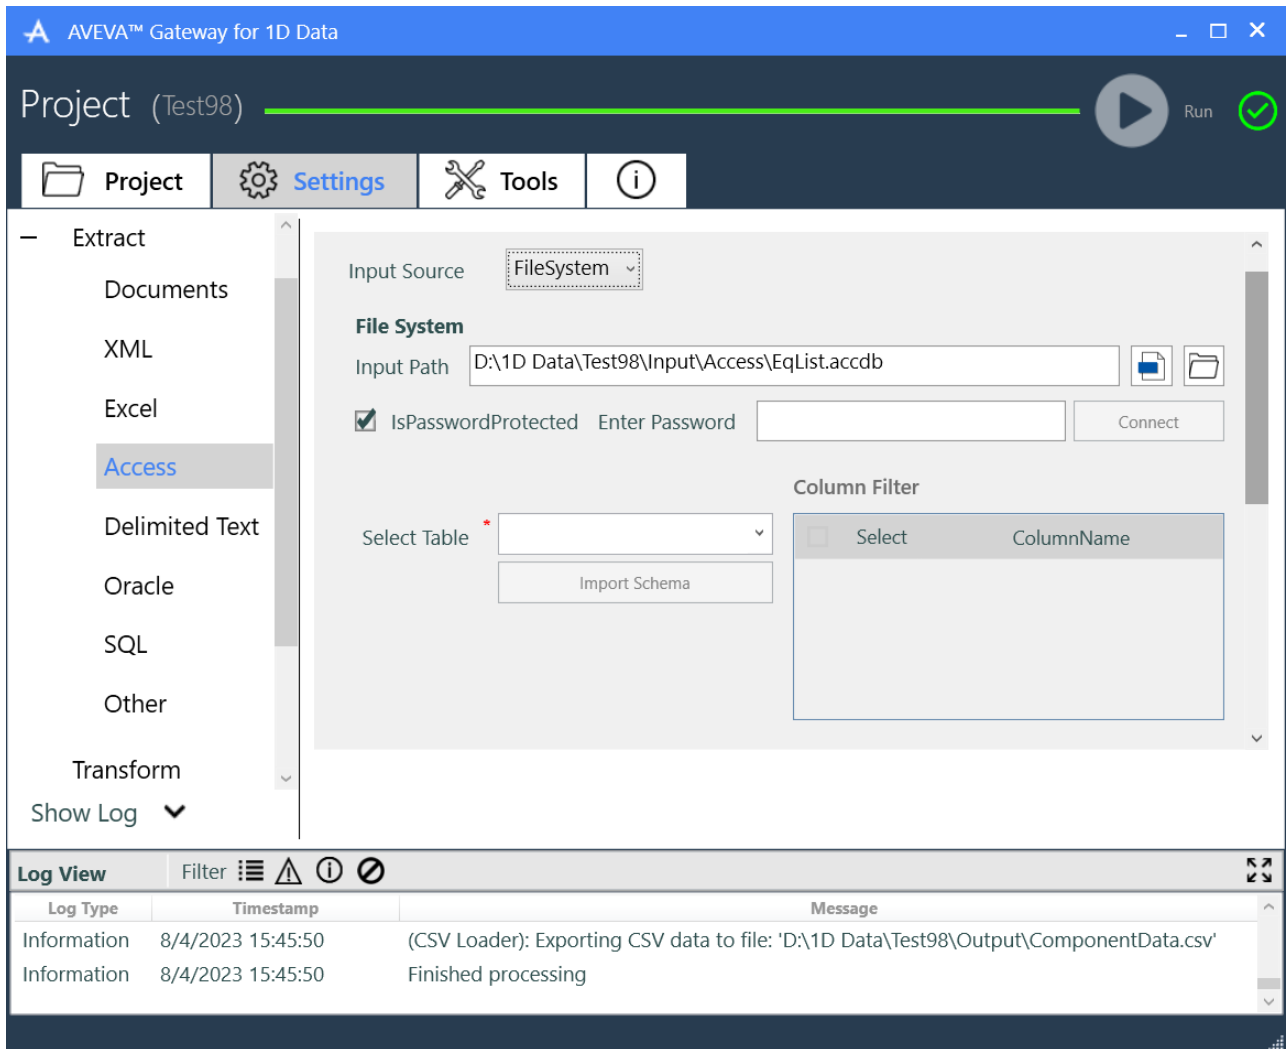 AVEVA™ Gateway for 1D Data
Project (Test98)
Run
Project
Settings
Tools
Extract
Documents
XML
Excel
Access
Delimited Text
Oracle
SQL
Other
Transform
Show Log
Input Source FileSystem
File System
Input Path D:\1D Data\Test98\Input\Access\EqList.accdb
IsPasswordProtected Enter Password Connect
Column Filter
Select Table *
Select ColumnName
Import Schema
Log View Filter
Log Type Timestamp Message
Information 8/4/2023 15:45:50 (CSV Loader): Exporting CSV data to file: 'D:\1D Data\Test98\Output\ComponentData.csv'
Information 8/4/2023 15:45:50 Finished processing